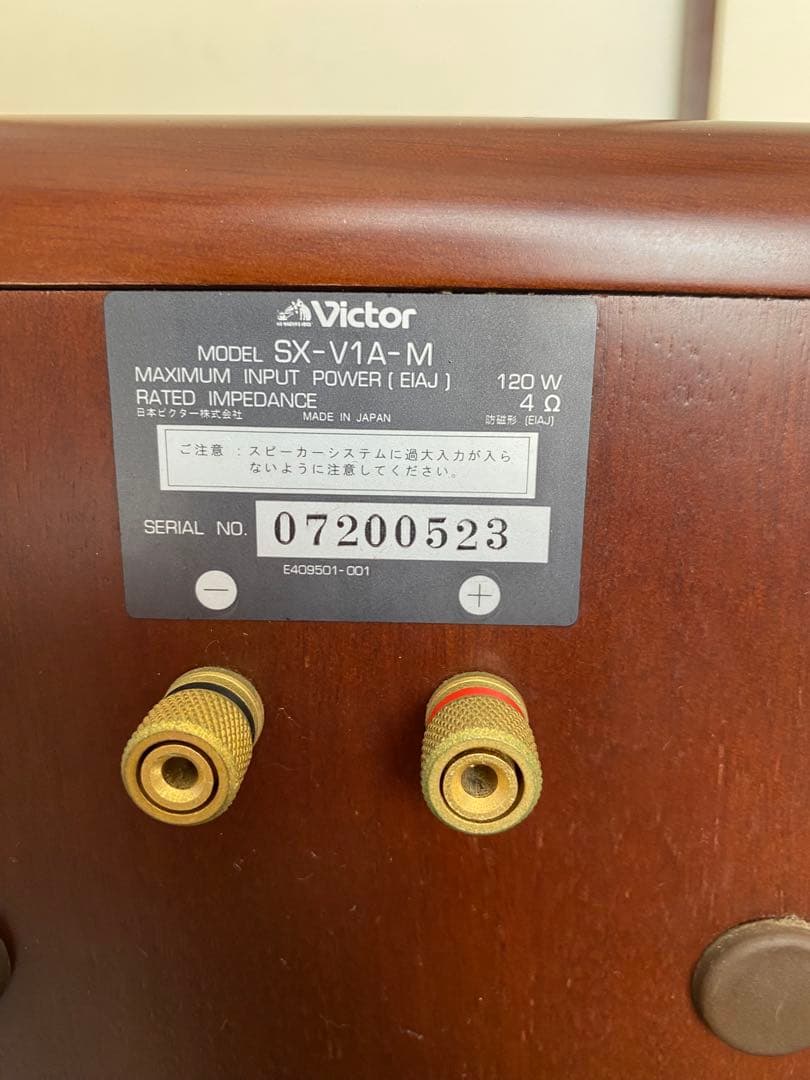 Victor
MODEL SX-V1A-M
MAXIMUM INPUT POWER (EIAJ) 120 W
RATED IMPEDANCE 4 Ω
日本ビクター株式会社 MADE IN JAPAN 防磁形 (EIAJ)
ご注意 : スピーカーシステムに過大入力が入ら
ないように注意してください。
SERIAL NO. 07200523
E409501-001
− +